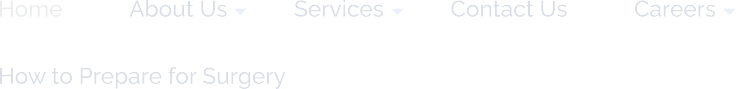 Home About Us Services Contact Us Careers
How to Prepare for Surgery